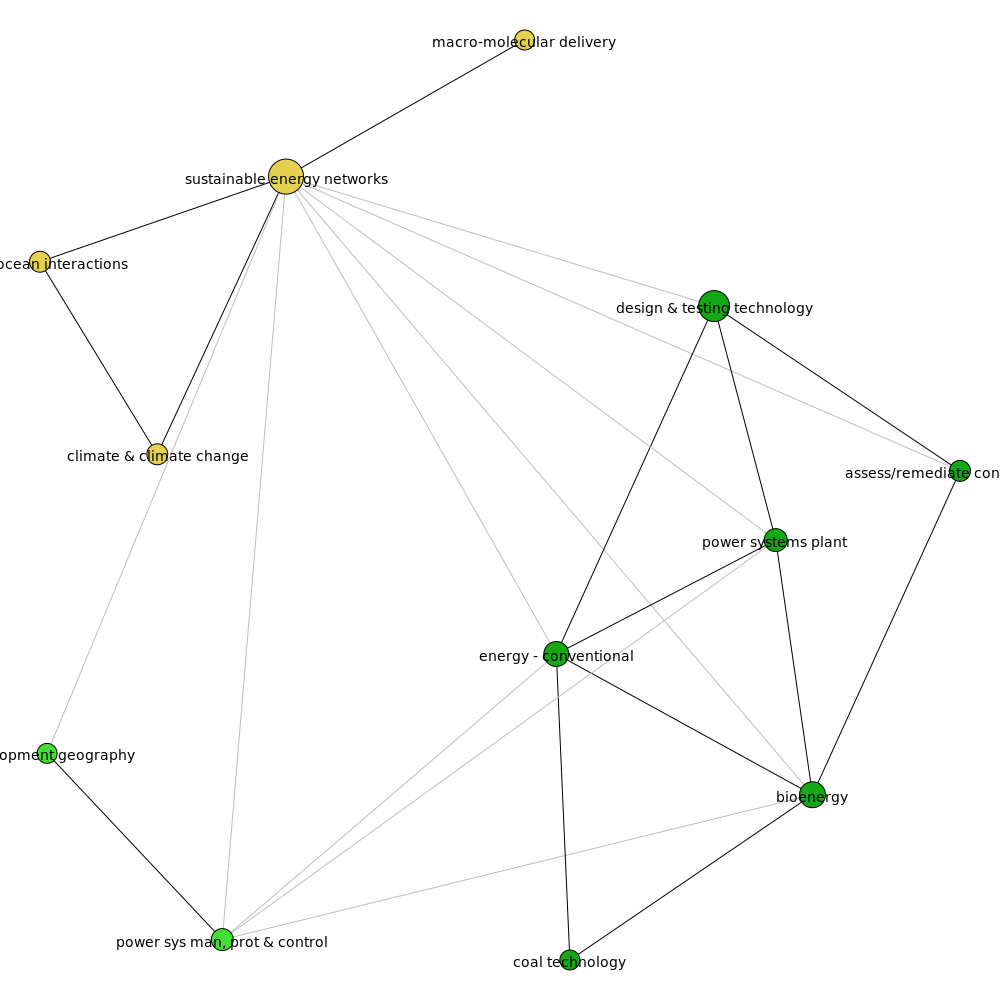 macro-molecular delivery
sustainable energy networks
ocean interactions
design & testing technology
climate & climate change
assess/remediate con
power systems plant
energy - conventional
opment geography
bioenergy
power sys man, prot & control
coal technology